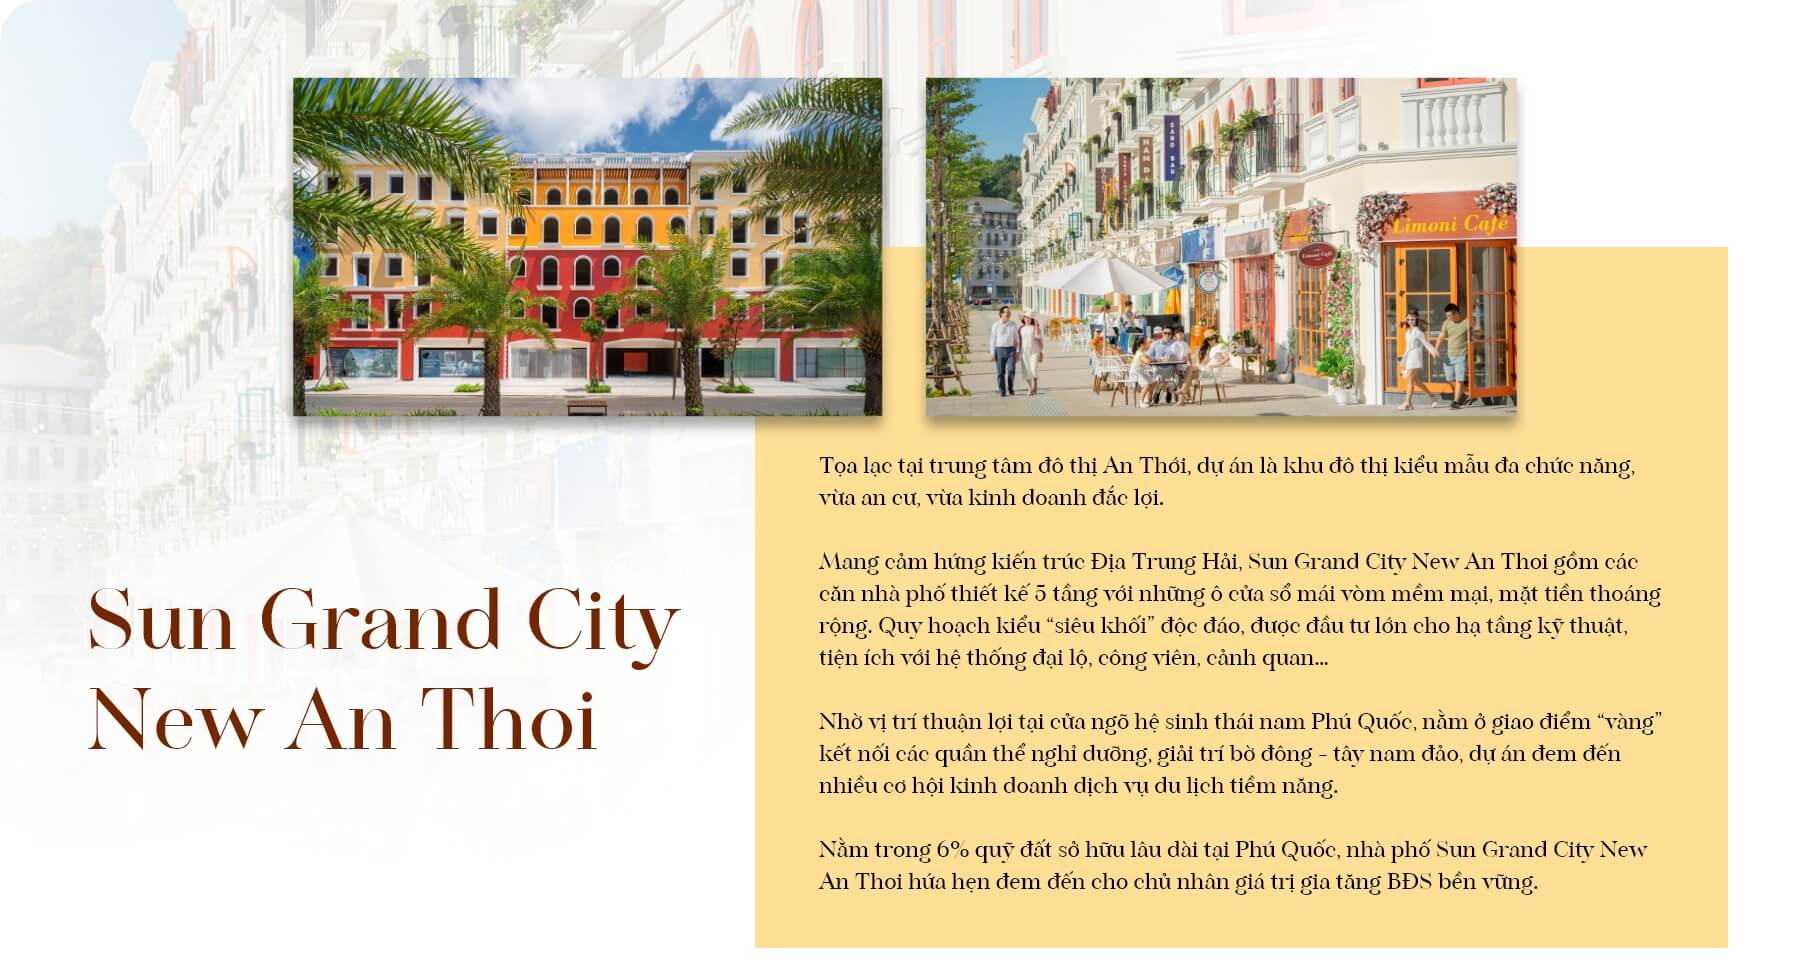 SAND BAR
NAM D
Limoni Café
Limoni Café
Tọa lạc tại trung tâm đô thị An Thới, dự án là khu đô thị kiểu mẫu đa chức năng,
vừa an cư, vừa kinh doanh đắc lợi.
Mang cảm hứng kiến trúc Địa Trung Hải, Sun Grand City New An Thoi gồm các
căn nhà phố thiết kế 5 tầng với những ô cửa sổ mái vòm mềm mại, mặt tiền thoáng
rộng. Quy hoạch kiểu “siêu khối” độc đáo, được đầu tư lớn cho hạ tầng kỹ thuật,
tiện ích với hệ thống đại lộ, công viên, cảnh quan...
Nhờ vị trí thuận lợi tại cửa ngõ hệ sinh thái nam Phú Quốc, nằm ở giao điểm “vàng”
kết nối các quần thể nghỉ dưỡng, giải trí bờ đông - tây nam đảo, dự án đem đến
nhiều cơ hội kinh doanh dịch vụ du lịch tiềm năng.
Nằm trong 6% quỹ đất sở hữu lâu dài tại Phú Quốc, nhà phố Sun Grand City New
An Thoi hứa hẹn đem đến cho chủ nhân giá trị gia tăng BĐS bền vững.
Sun Grand City
New An Thoi